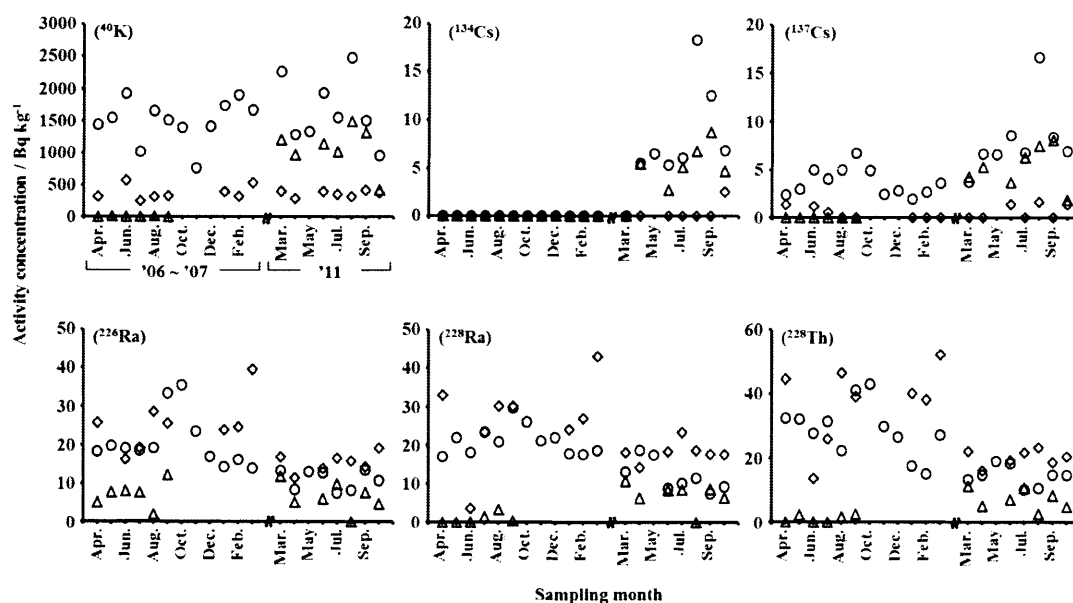 Activity concentration / Bq kg⁻¹
(⁴⁰K)
3000
2500
2000
1500
1000
500
0
Apr. Jun. Aug. Oct. Dec. Feb. Mar. May Jul. Sep.
'06 ~ '07 '11
(¹³⁴Cs)
20
15
10
5
0
Apr. Jun. Aug. Oct. Dec. Feb. Mar. May Jul. Sep.
(¹³⁷Cs)
20
15
10
5
0
Apr. Jun. Aug. Oct. Dec. Feb. Mar. May Jul. Sep.
(²²⁶Ra)
50
40
30
20
10
0
Apr. Jun. Aug. Oct. Dec. Feb. Mar. May Jul. Sep.
(²²⁸Ra)
50
40
30
20
10
0
Apr. Jun. Aug. Oct. Dec. Feb. Mar. May Jul. Sep.
(²²⁸Th)
60
40
20
0
Apr. Jun. Aug. Oct. Dec. Feb. Mar. May Jul. Sep.
Sampling month